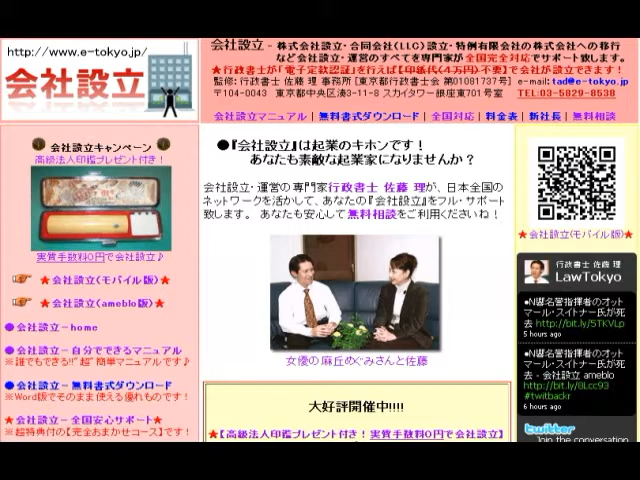 http://www.e-tokyo.jp/
会社設立
会社設立 - 株式会社設立・合同会社(LLC)設立・特例有限会社の株式会社への移行
など会社設立・運営のすべてを専門家が全国完全対応でサポート致します。
★行政書士が「電子定款認証」を行えば【印紙代(4万円)不要】で会社が設立できます!
監修: 行政書士 佐藤 理 事務所 [東京都行政書士会 第01081737号] e-mail: tad@e-tokyo.jp
〒104-0043 東京都中央区湊3-11-8 スカイタワー銀座東701号室 TEL:03-5829-8538
会社設立マニュアル | 無料書式ダウンロード | 全国対応 | 料金表 | 新社長 | 無料相談
会社設立キャンペーン
高級法人印鑑プレゼント付き!
実質手数料0円で会社設立♪
★会社設立(モバイル版)★
★会社設立(ameblo版)★
●会社設立-home
●会社設立-自分でできるマニュアル
※誰でもできる!!"超"簡単マニュアルです♪
●会社設立-無料書式ダウンロード
※Word版でそのまま使える優れものです!
★会社設立-全国安心サポート★
※超特典付の【完全おまかせコース】です!
●『会社設立』は起業のキホンです!
あなたも素敵な起業家になりませんか?
会社設立・運営の専門家行政書士 佐藤 理が、日本全国の
ネットワークを活かして、あなたの『会社設立』をフル・サポート
致します。 あなたも安心して無料相談をご利用くださいね!
女優の麻丘めぐみさんと佐藤
大好評開催中!!!!
★【高級法人印鑑プレゼント付き! 実質手数料0円で会社設立】
★会社設立(モバイル版)★
行政書士 佐藤 理
LawTokyo
●N響名誉指揮者のオット
マール・スイトナー氏が死
去 http://bit.ly/5TKVLp
5 hours ago
●N響名誉指揮者のオット
マール・スイトナー氏が死
去 - 会社設立 ameblo
http://bit.ly/8Lcc93
#twitbackr
6 hours ago
twitter
Join the conversation